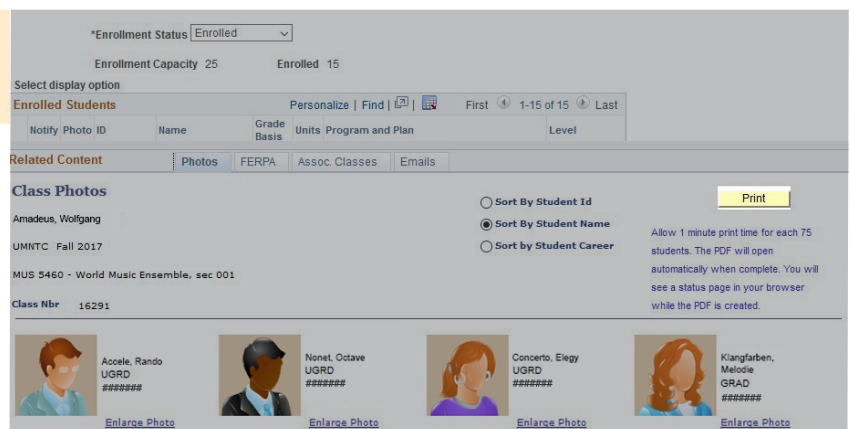 *Enrollment Status Enrolled
Enrollment Capacity 25 Enrolled 15
Select display option
Enrolled Students Personalize | Find | | First 1-15 of 15 Last
Notify Photo ID Name Grade Basis Units Program and Plan Level
Related Content Photos FERPA Assoc. Classes Emails
Class Photos
Amadeus, Wolfgang
UMNTC Fall 2017
MUS 5460 - World Music Ensemble, sec 001
Class Nbr 16291
Sort By Student Id
Sort By Student Name
Sort by Student Career
Print
Allow 1 minute print time for each 75
students. The PDF will open
automatically when complete. You will
see a status page in your browser
while the PDF is created.
Accele, Rando
UGRD
#######
Enlarge Photo
Nonet, Octave
UGRD
#######
Enlarge Photo
Concerto, Elegy
UGRD
#######
Enlarge Photo
Klangfarben,
Melodie
GRAD
#######
Enlarge Photo